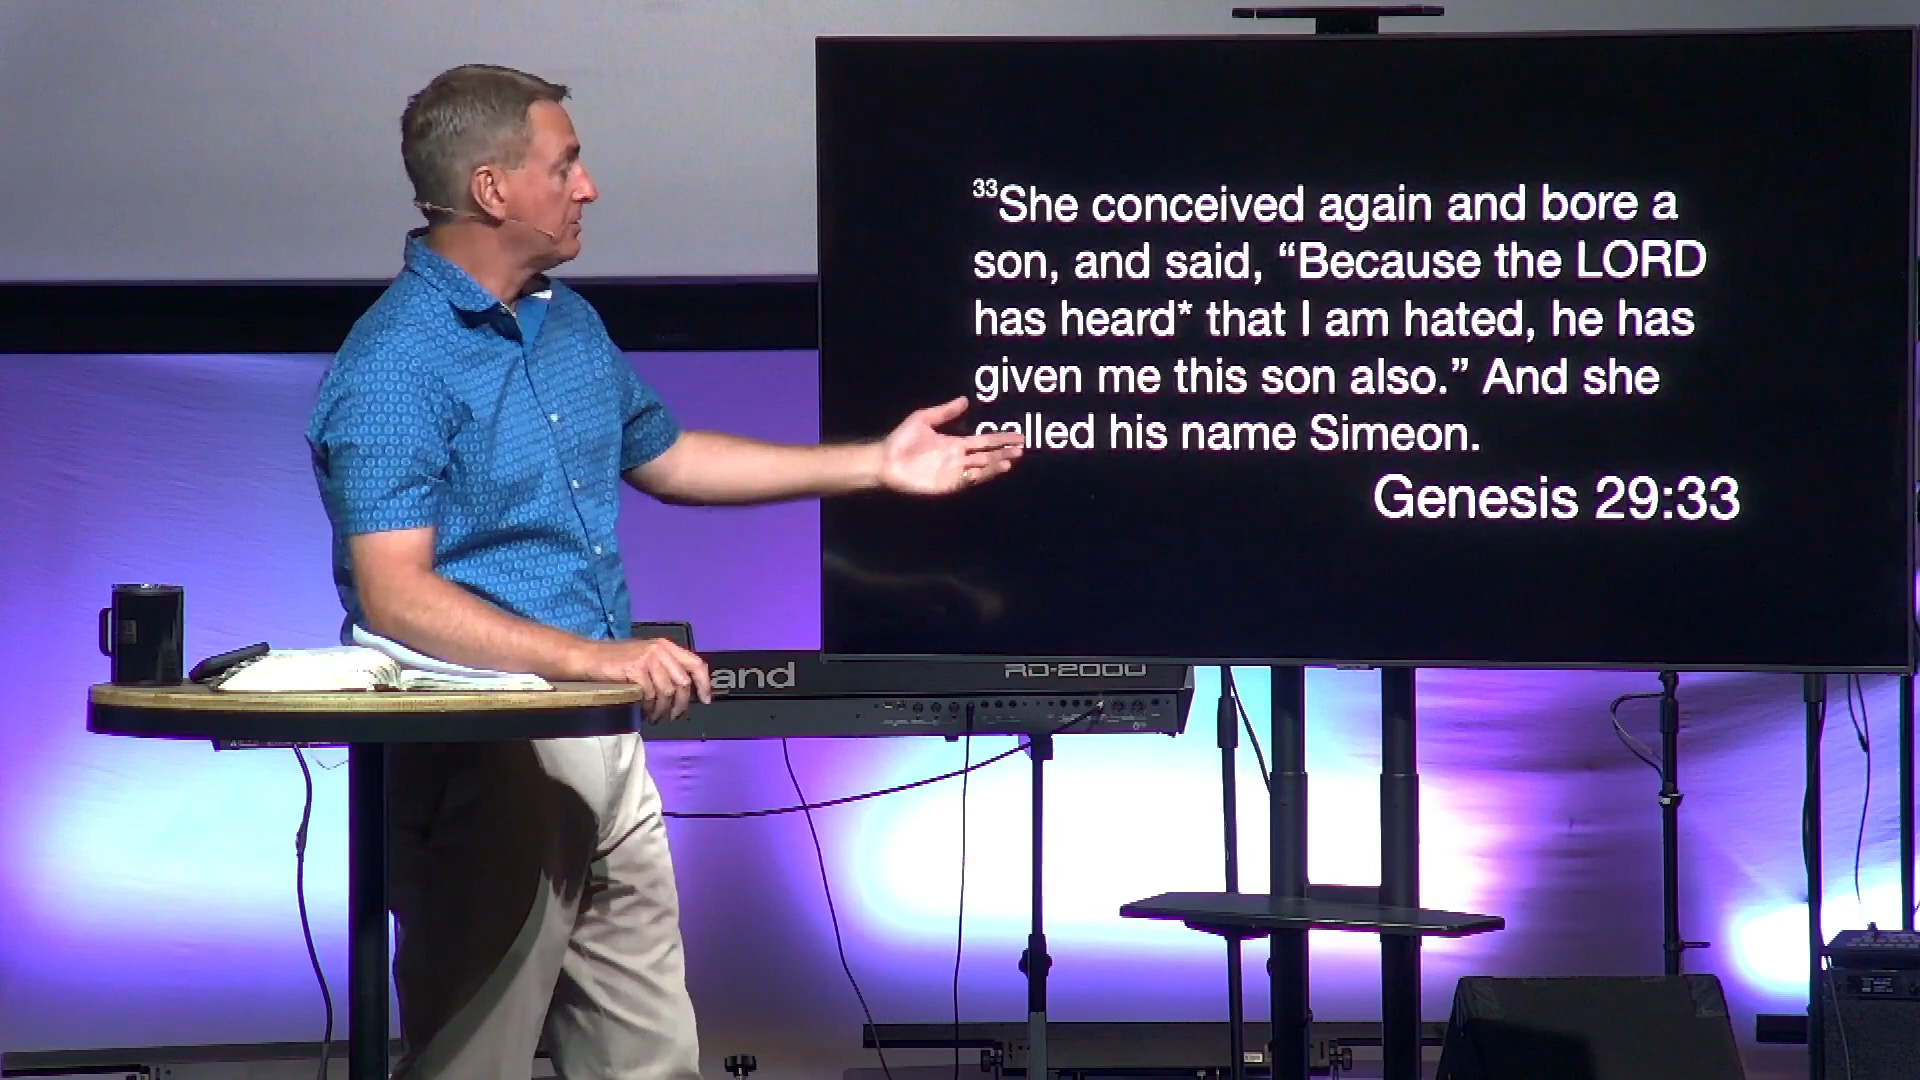 ³³She conceived again and bore a
son, and said, “Because the LORD
has heard* that I am hated, he has
given me this son also.” And she
called his name Simeon.
Genesis 29:33
and
RD-2000